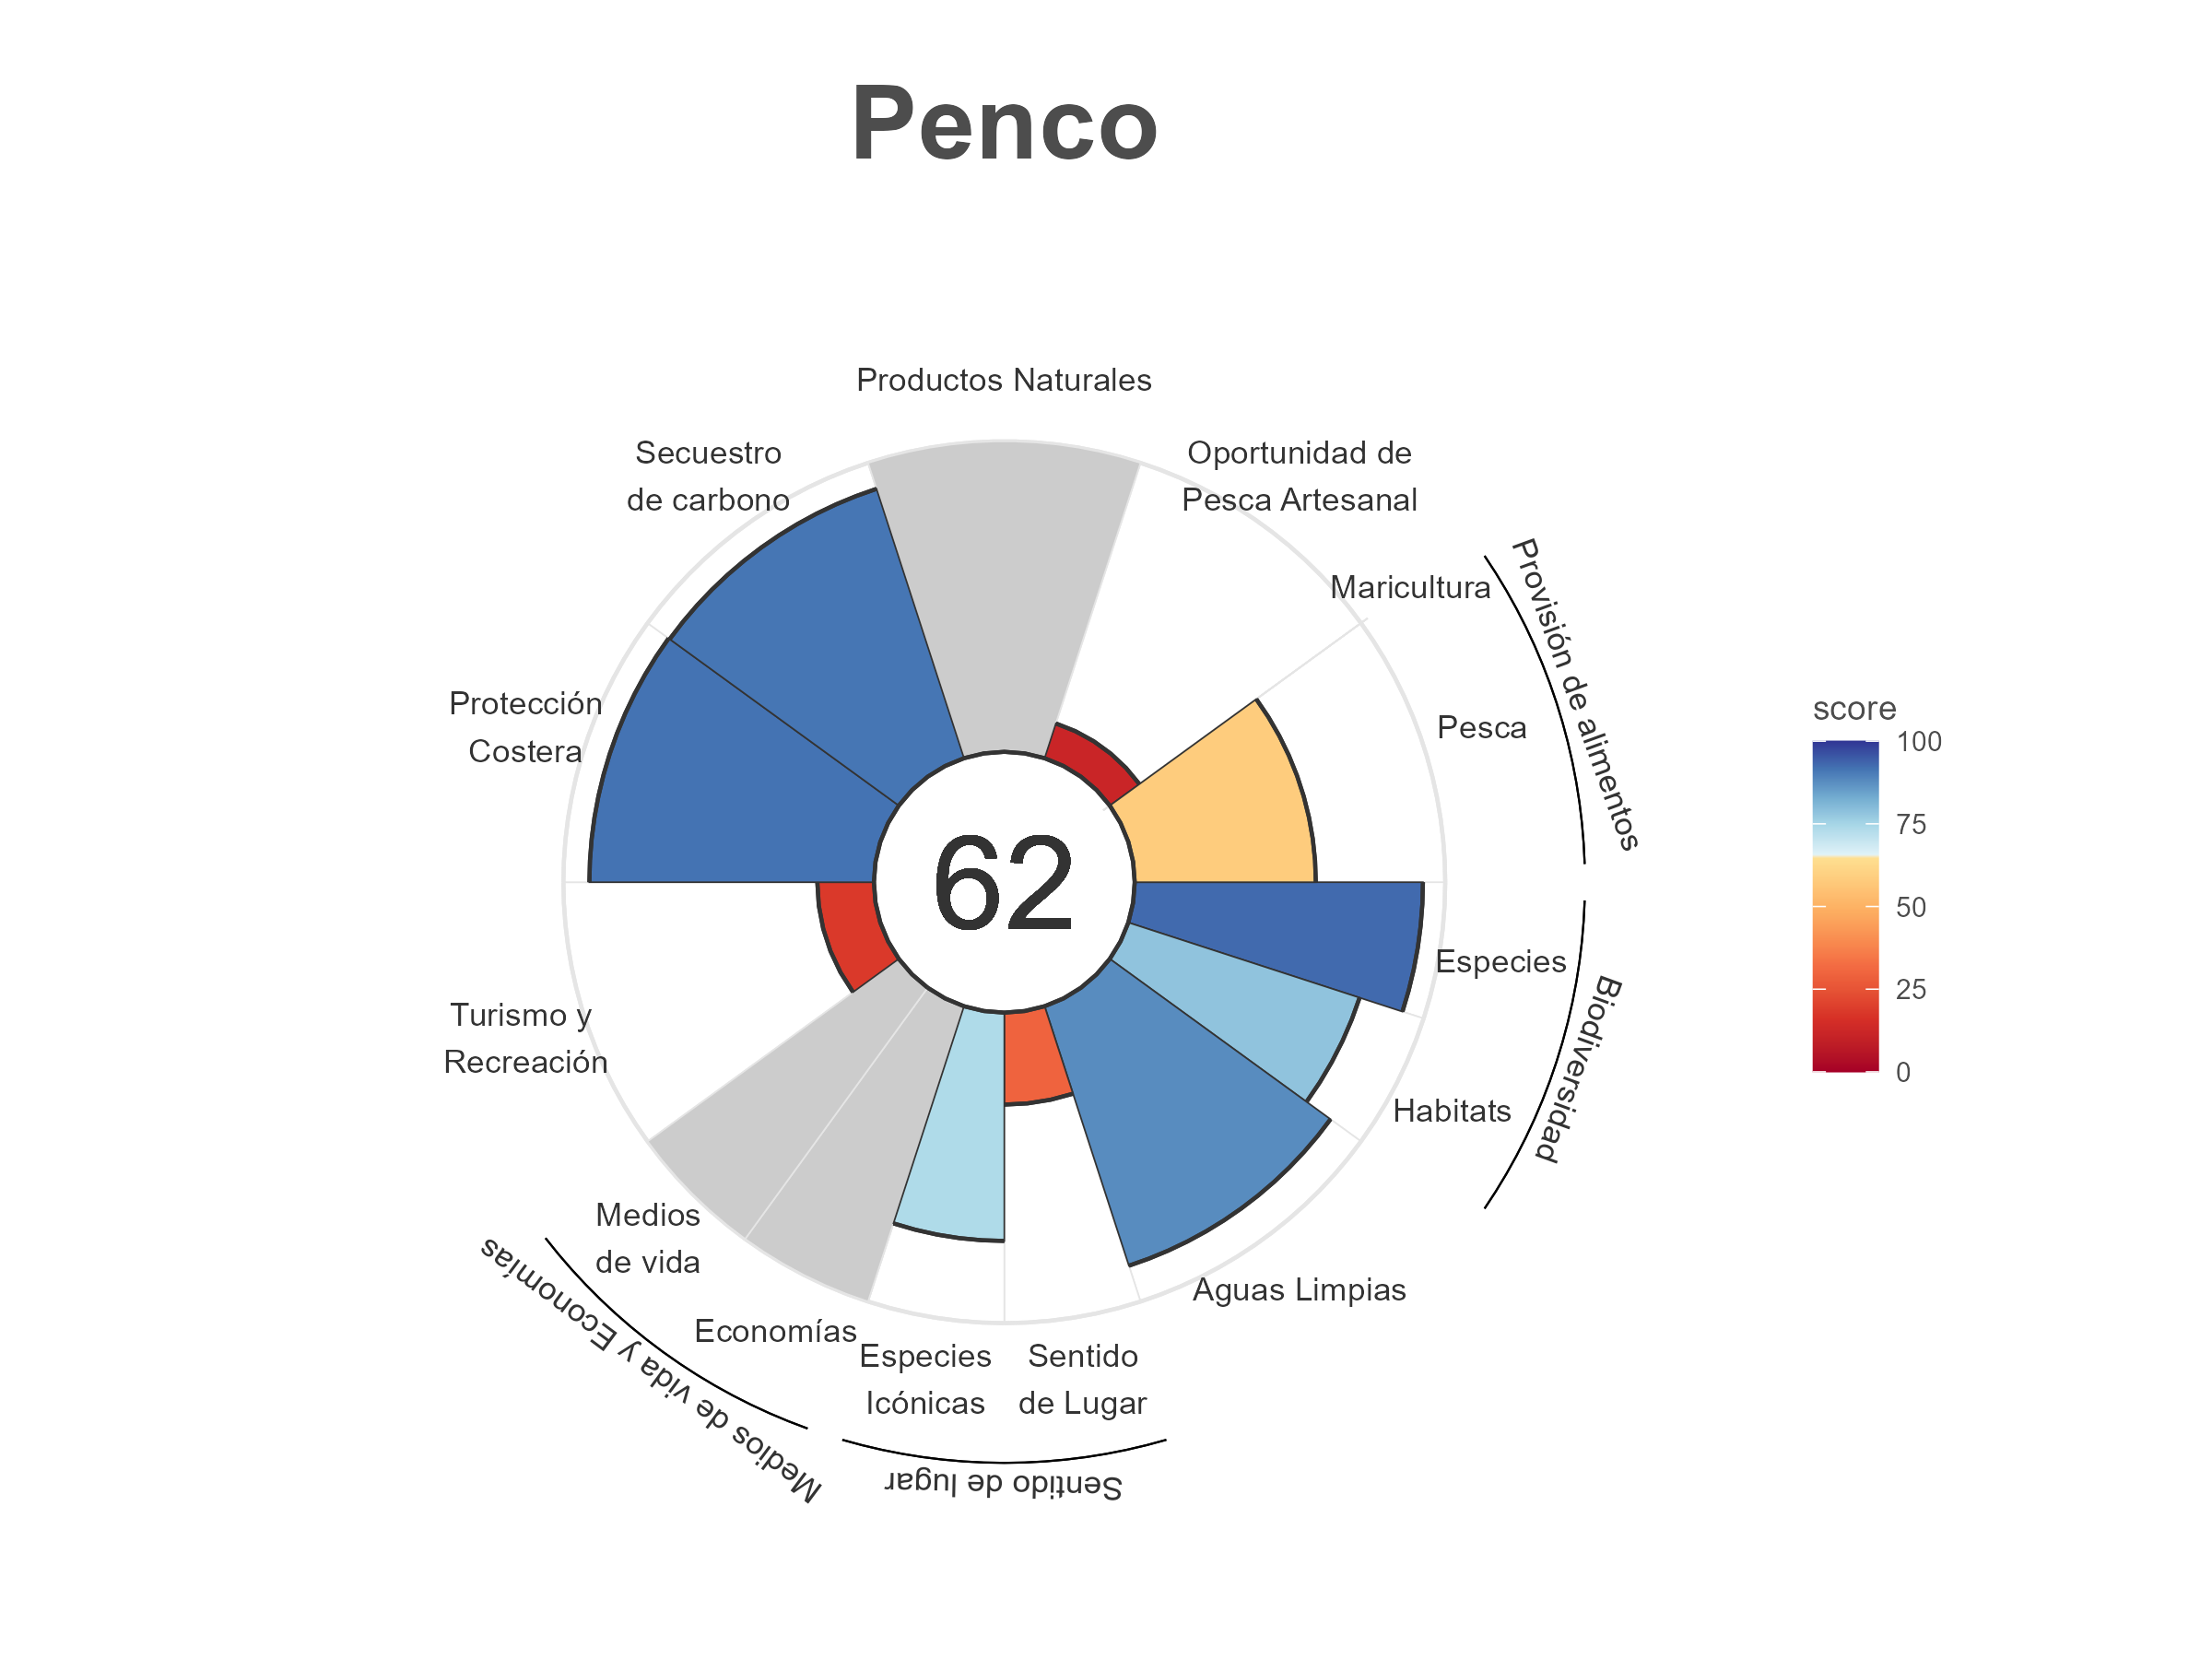 Penco
Productos Naturales
Secuestro
de carbono
Oportunidad de
Pesca Artesanal
Maricultura
Provisión de alimentos
Pesca
Protección
Costera
score
100
75
50
25
0
62
Especies
Biodiversidad
Habitats
Turismo y
Recreación
Medios
de vida
Aguas Limpias
Economías
Especies
Icónicas
Sentido
de Lugar
Medios de vida y Economías
Sentido de lugar